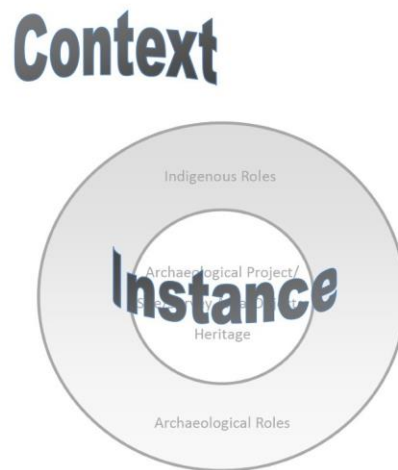 Context
Indigenous Roles
Archaeological Project/
Instance
Heritage
Archaeological Roles